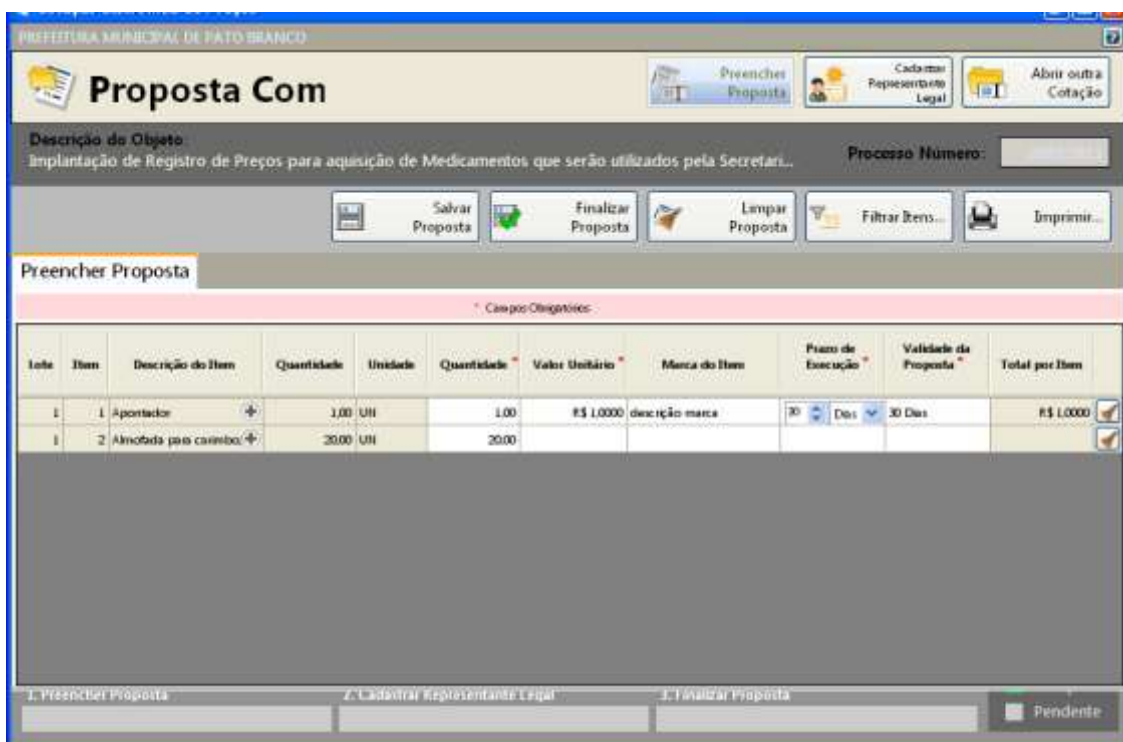 PREFEITURA MUNICIPAL DE PATO BRANCO
Proposta Com
Preencher Proposta
Cadastrar Representante Legal
Abrir outra Cotação
Descrição do Objeto:
Implantação de Registro de Preços para aquisição de Medicamentos que serão utilizados pela Secretari...
Processo Número:
Salvar Proposta
Finalizar Proposta
Limpar Proposta
Filtrar Itens...
Imprimir...
Preencher Proposta
* Campos Obrigatórios
Lote Item Descrição do Item Quantidade Unidade Quantidade * Valor Unitário * Marca do Item Prazo de Execução * Validade da Proposta * Total por Item
1 1 Apontador 1,00 UN 1,00 R$ 1,0000 descrição marca 30 Dias 30 Dias R$ 1,0000
1 2 Almofada para carimbo, 20,00 UN 20,00
1. Preencher Proposta
2. Cadastrar Representante Legal
3. Finalizar Proposta
Pendente